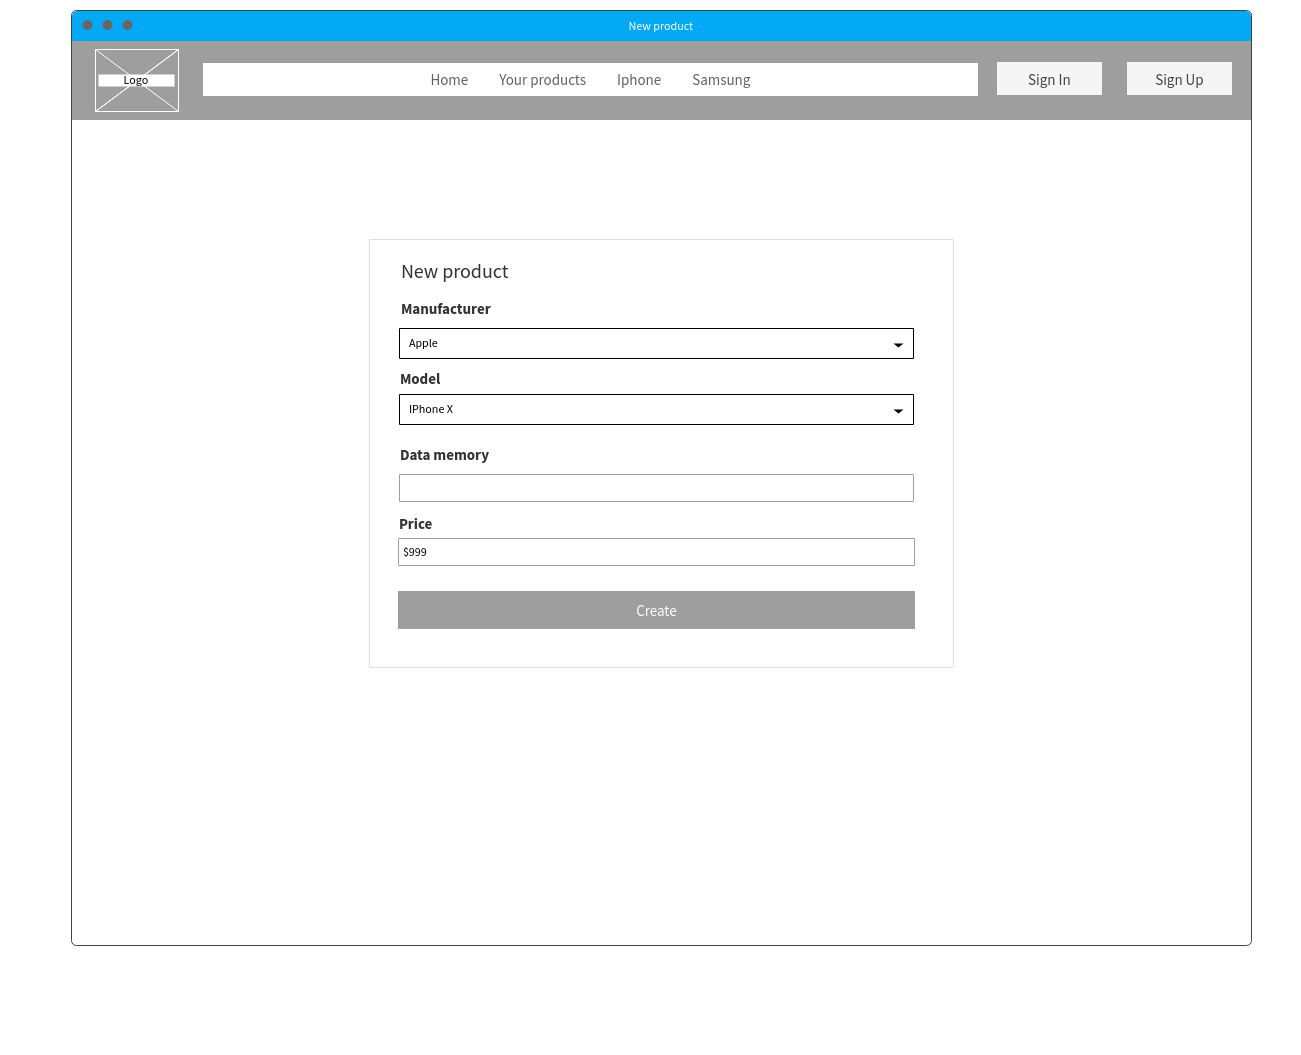 New product
Logo
Home Your products Iphone Samsung
Sign In
Sign Up
New product
Manufacturer
Apple
Model
IPhone X
Data memory
Price
$999
Create